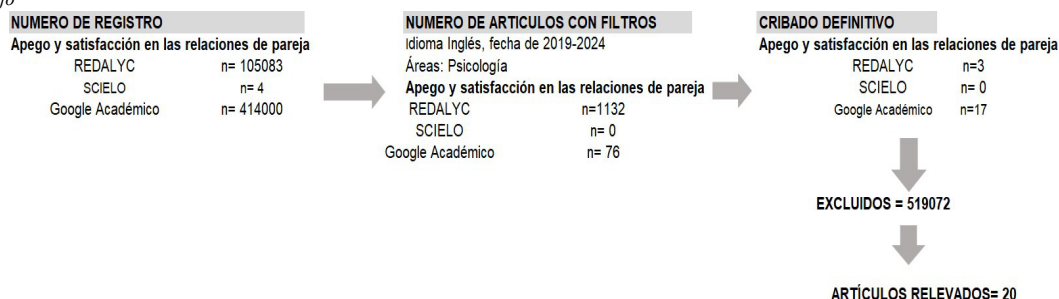 NUMERO DE REGISTRO
Apego y satisfacción en las relaciones de pareja
REDALYC n= 105083
SCIELO n= 4
Google Académico n= 414000
NUMERO DE ARTICULOS CON FILTROS
Idioma Inglés, fecha de 2019-2024
Áreas: Psicología
Apego y satisfacción en las relaciones de pareja
REDALYC n=1132
SCIELO n= 0
Google Académico n= 76
CRIBADO DEFINITIVO
Apego y satisfacción en las relaciones de pareja
REDALYC n=3
SCIELO n= 0
Google Académico n=17
EXCLUIDOS = 519072
ARTÍCULOS RELEVADOS= 20